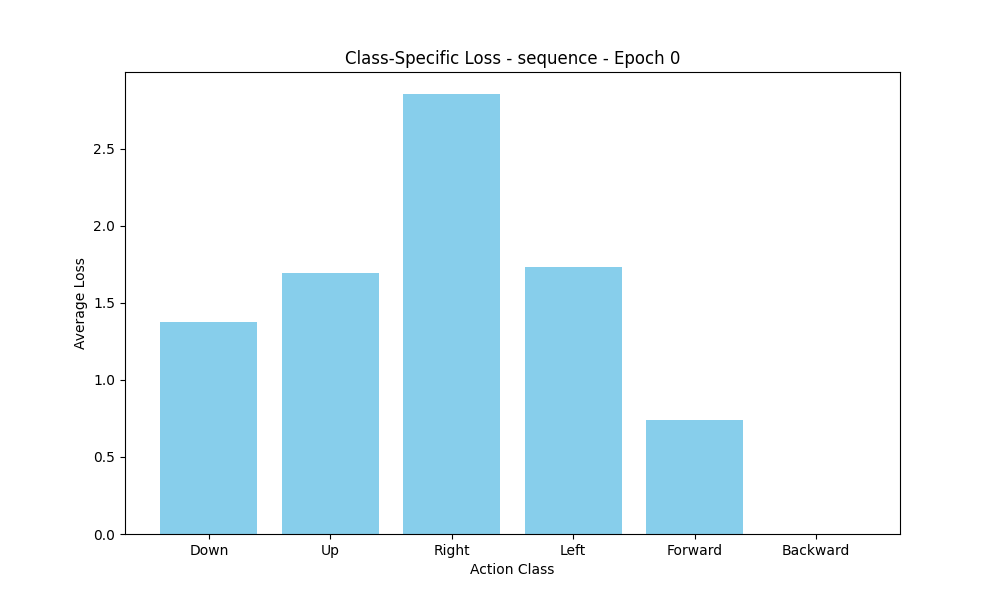 Class-Specific Loss - sequence - Epoch 0
Average Loss
2.5
2.0
1.5
1.0
0.5
0.0
Down Up Right Left Forward Backward
Action Class